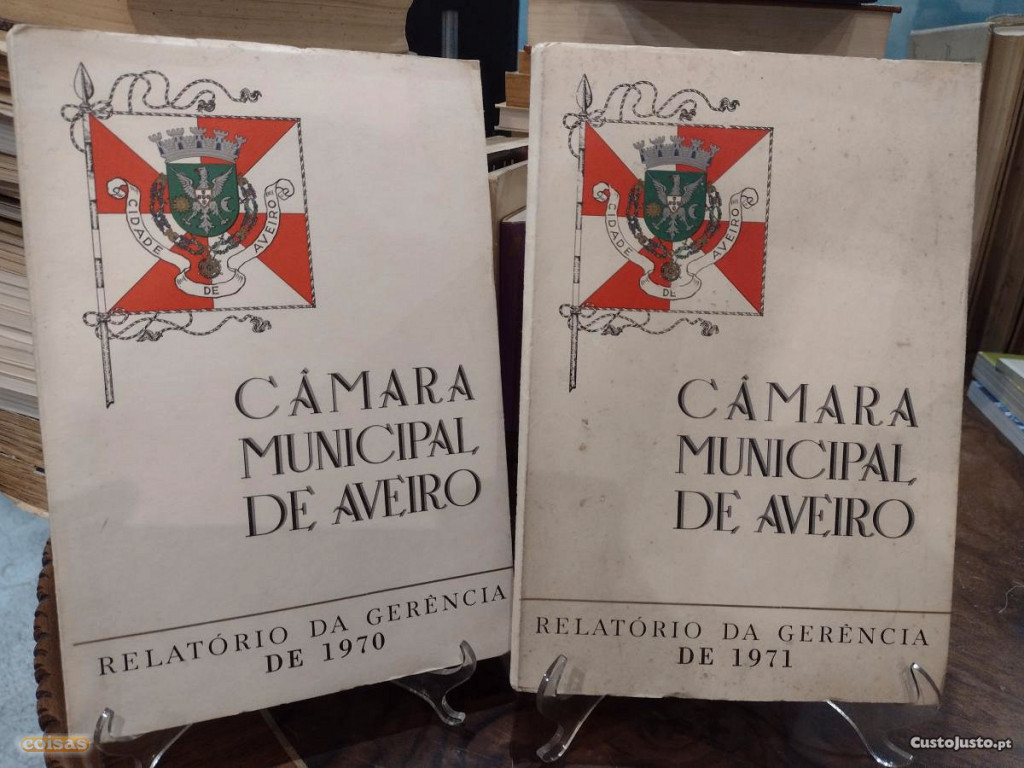 CIDADE DE AVEIRO
CÂMARA
MUNICIPAL
DE AVEIRO
RELATÓRIO DA GERÊNCIA
DE 1970
CIDADE DE AVEIRO
CÂMARA
MUNICIPAL
DE AVEIRO
RELATÓRIO DA GERÊNCIA
DE 1971
coisas
CustoJusto.pt